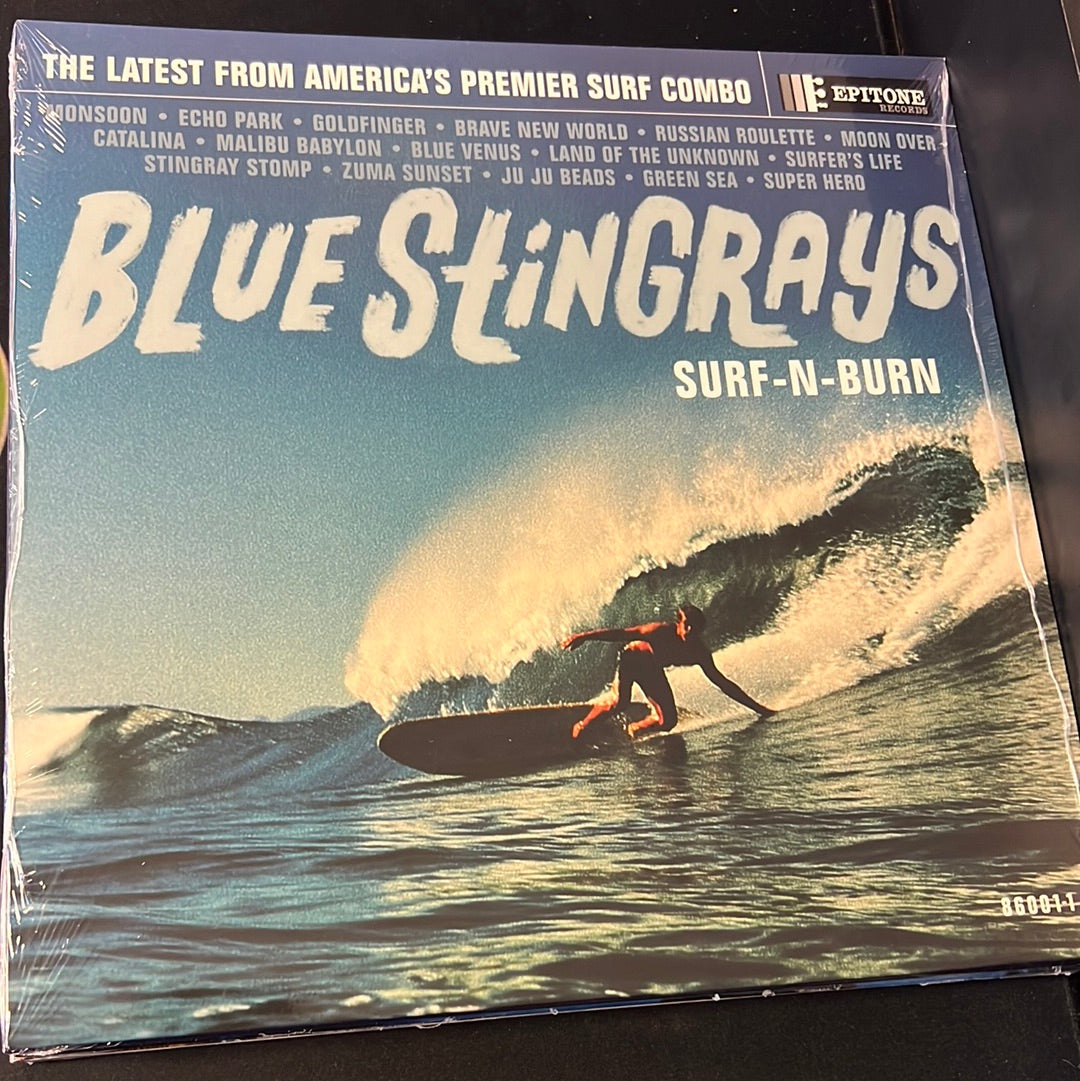 THE LATEST FROM AMERICA'S PREMIER SURF COMBO
EPITONE
RECORDS
MONSOON • ECHO PARK • GOLDFINGER • BRAVE NEW WORLD • RUSSIAN ROULETTE • MOON OVER
CATALINA • MALIBU BABYLON • BLUE VENUS • LAND OF THE UNKNOWN • SURFER'S LIFE
STINGRAY STOMP • ZUMA SUNSET • JU JU BEADS • GREEN SEA • SUPER HERO
BLUE STiNGRAYS
SURF-N-BURN
86001-1